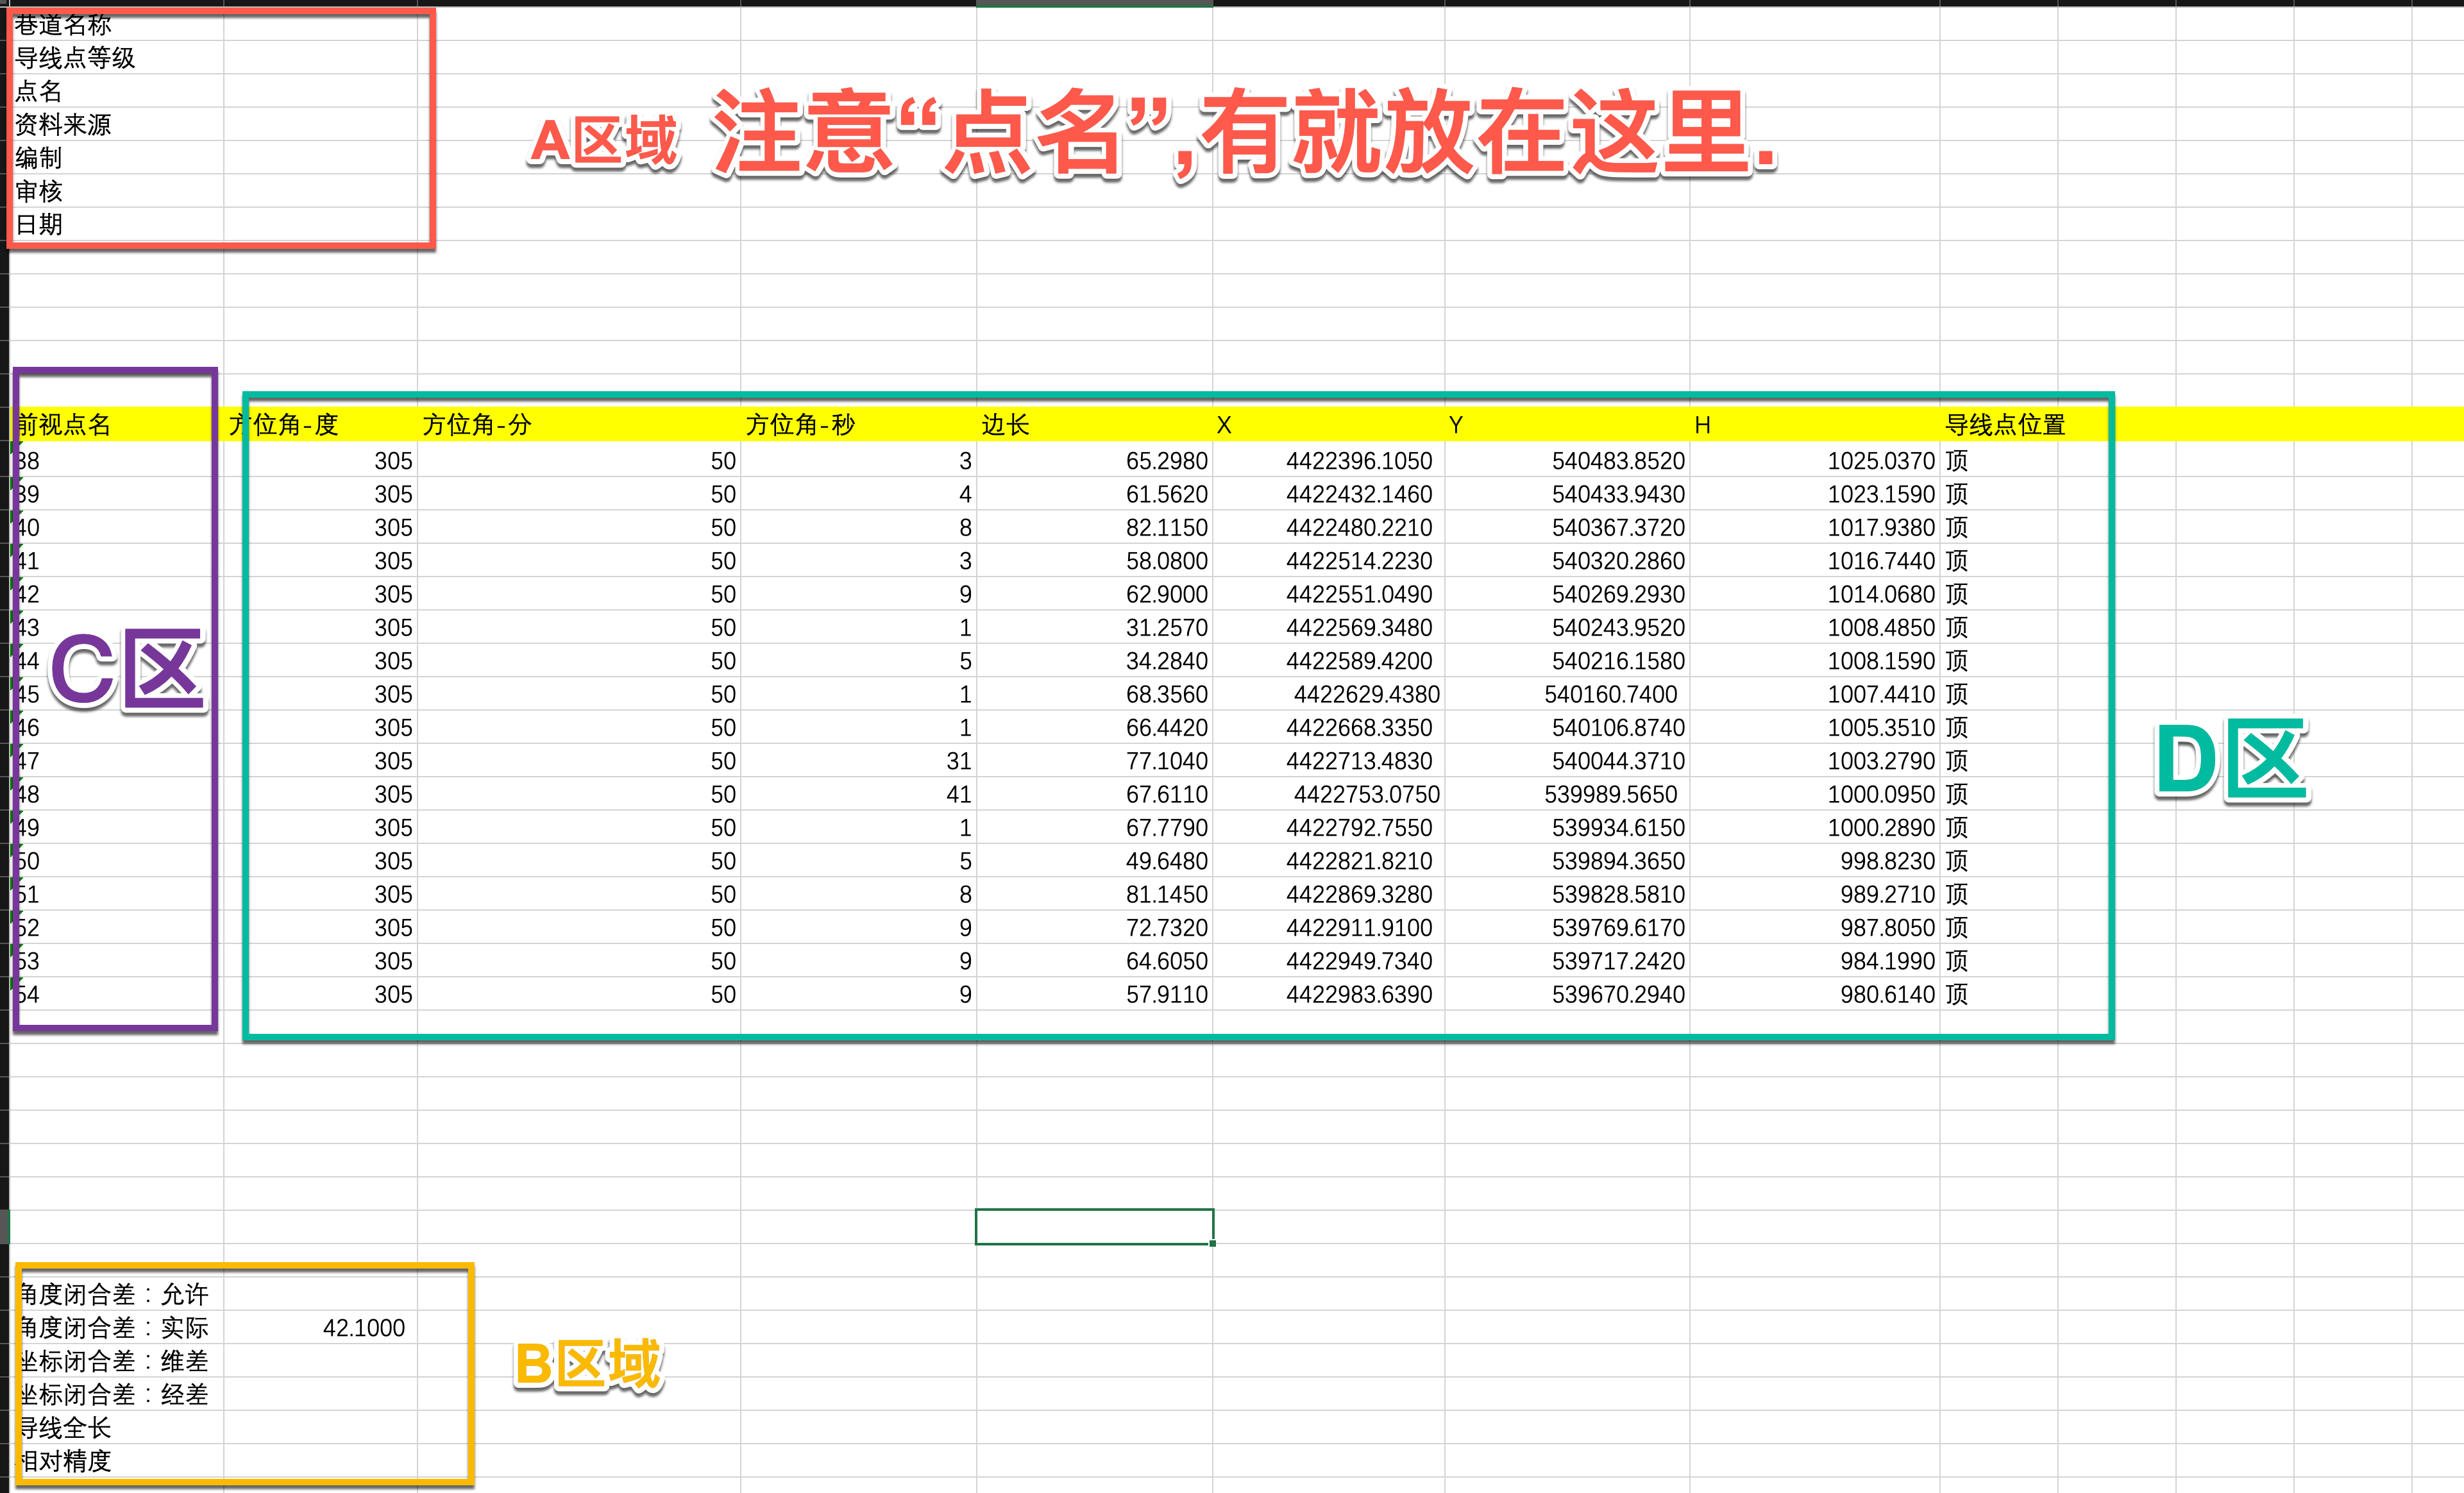 巷道名称
导线点等级
点名
资料来源
编制
审核
日期
A区域 注意“点名”,有就放在这里.
前视点名 方位角-度 方位角-分 方位角-秒 边长 X Y H 导线点位置
38 305 50 3 65.2980 4422396.1050 540483.8520 1025.0370 顶
39 305 50 4 61.5620 4422432.1460 540433.9430 1023.1590 顶
40 305 50 8 82.1150 4422480.2210 540367.3720 1017.9380 顶
41 305 50 3 58.0800 4422514.2230 540320.2860 1016.7440 顶
42 305 50 9 62.9000 4422551.0490 540269.2930 1014.0680 顶
43 305 50 1 31.2570 4422569.3480 540243.9520 1008.4850 顶
44 305 50 5 34.2840 4422589.4200 540216.1580 1008.1590 顶
45 305 50 1 68.3560 4422629.4380 540160.7400 1007.4410 顶
46 305 50 1 66.4420 4422668.3350 540106.8740 1005.3510 顶
47 305 50 31 77.1040 4422713.4830 540044.3710 1003.2790 顶
48 305 50 41 67.6110 4422753.0750 539989.5650 1000.0950 顶
49 305 50 1 67.7790 4422792.7550 539934.6150 1000.2890 顶
50 305 50 5 49.6480 4422821.8210 539894.3650 998.8230 顶
51 305 50 8 81.1450 4422869.3280 539828.5810 989.2710 顶
52 305 50 9 72.7320 4422911.9100 539769.6170 987.8050 顶
53 305 50 9 64.6050 4422949.7340 539717.2420 984.1990 顶
54 305 50 9 57.9110 4422983.6390 539670.2940 980.6140 顶
C区
D区
角度闭合差：允许
角度闭合差：实际 42.1000
坐标闭合差：维差
坐标闭合差：经差
导线全长
相对精度
B区域